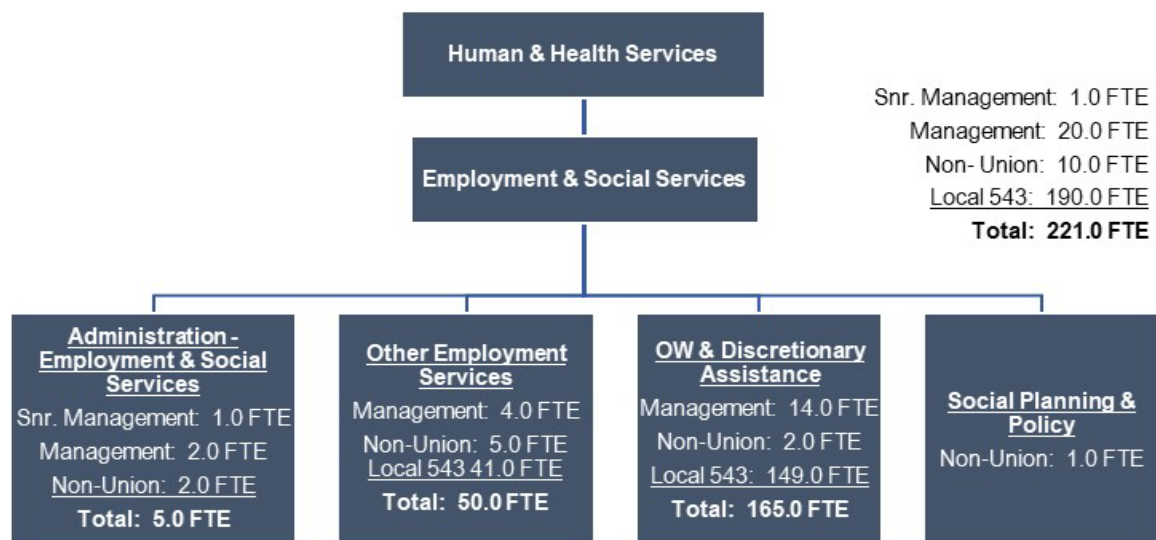 Human & Health Services
Snr. Management: 1.0 FTE
Management: 20.0 FTE
Non- Union: 10.0 FTE
Local 543: 190.0 FTE
Total: 221.0 FTE
Employment & Social Services
Administration -
Employment & Social
Services
Snr. Management: 1.0 FTE
Management: 2.0 FTE
Non-Union: 2.0 FTE
Total: 5.0 FTE
Other Employment
Services
Management: 4.0 FTE
Non-Union: 5.0 FTE
Local 543 41.0 FTE
Total: 50.0 FTE
OW & Discretionary
Assistance
Management: 14.0 FTE
Non-Union: 2.0 FTE
Local 543: 149.0 FTE
Total: 165.0 FTE
Social Planning &
Policy
Non-Union: 1.0 FTE